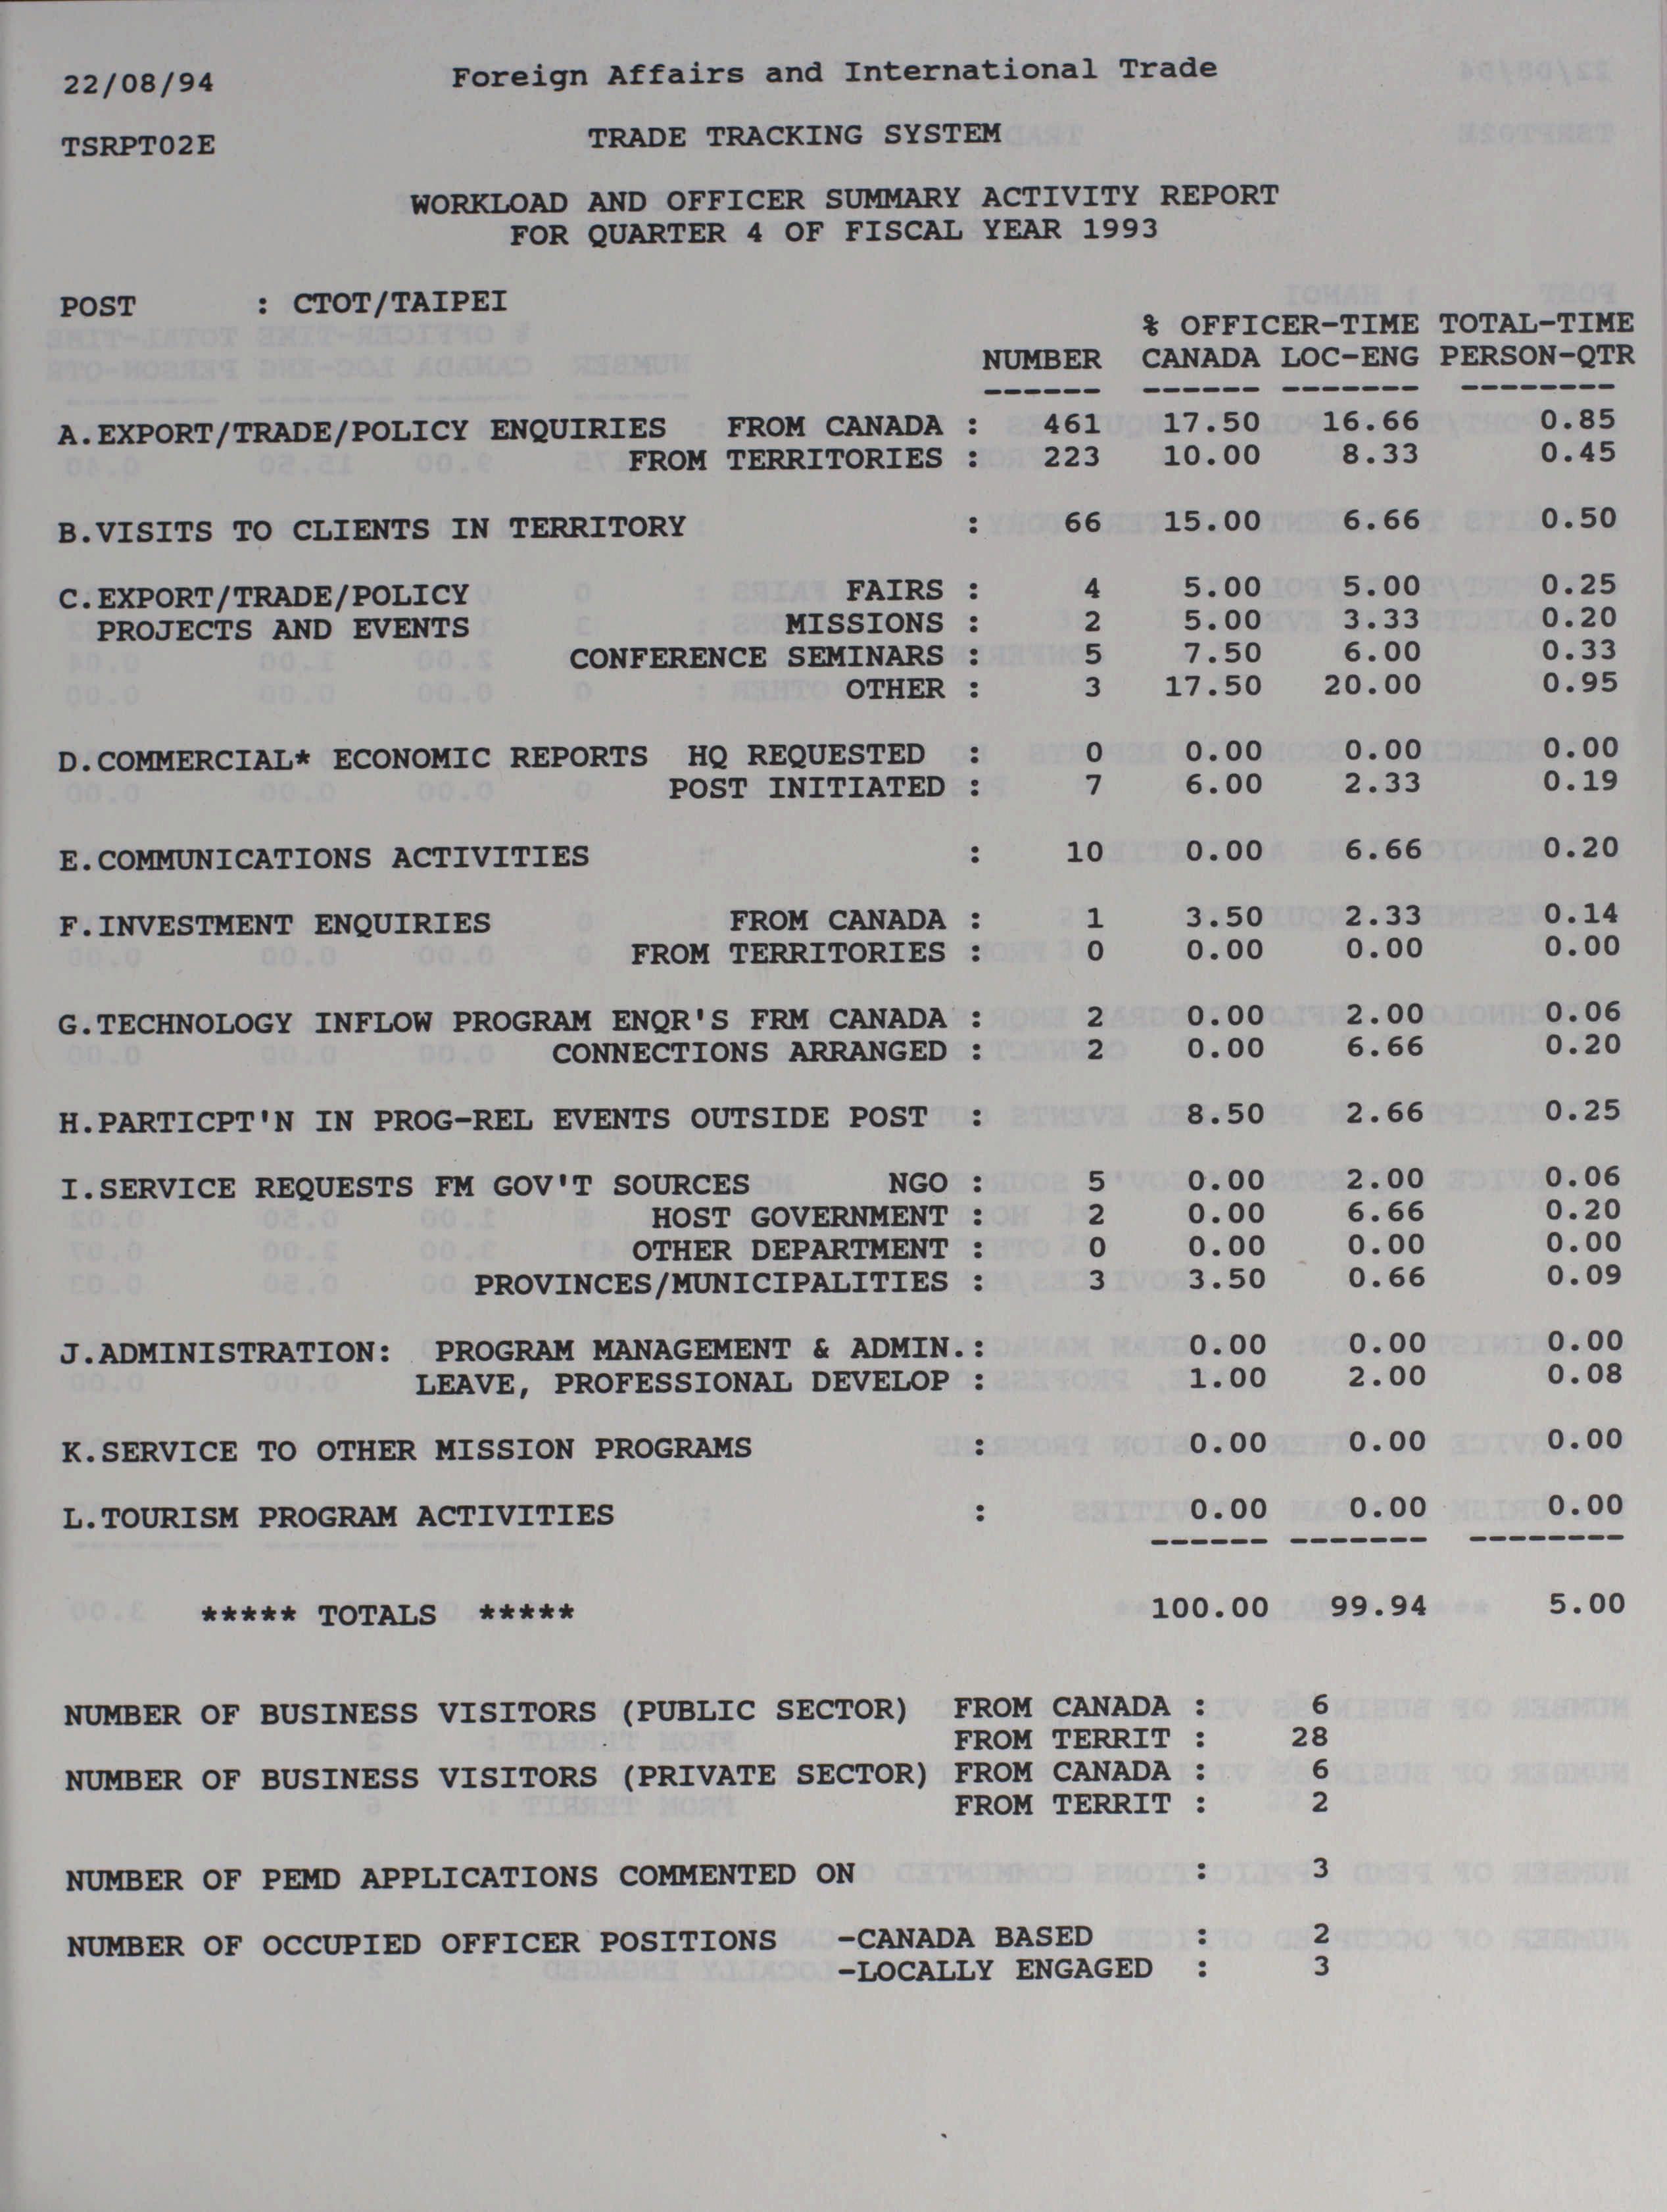 22/08/94 Foreign Affairs and International Trade
TSRPT02E TRADE TRACKING SYSTEM
WORKLOAD AND OFFICER SUMMARY ACTIVITY REPORT
FOR QUARTER 4 OF FISCAL YEAR 1993
POST : CTOT/TAIPEI
% OFFICER-TIME TOTAL-TIME
NUMBER CANADA LOC-ENG PERSON-QTR
------ ------ ------- --------
A.EXPORT/TRADE/POLICY ENQUIRIES FROM CANADA : 461 17.50 16.66 0.85
FROM TERRITORIES : 223 10.00 8.33 0.45
B.VISITS TO CLIENTS IN TERRITORY : 66 15.00 6.66 0.50
C.EXPORT/TRADE/POLICY FAIRS : 4 5.00 5.00 0.25
PROJECTS AND EVENTS MISSIONS : 2 5.00 3.33 0.20
CONFERENCE SEMINARS : 5 7.50 6.00 0.33
OTHER : 3 17.50 20.00 0.95
D.COMMERCIAL* ECONOMIC REPORTS HQ REQUESTED : 0 0.00 0.00 0.00
POST INITIATED : 7 6.00 2.33 0.19
E.COMMUNICATIONS ACTIVITIES : 10 0.00 6.66 0.20
F.INVESTMENT ENQUIRIES FROM CANADA : 1 3.50 2.33 0.14
FROM TERRITORIES : 0 0.00 0.00 0.00
G.TECHNOLOGY INFLOW PROGRAM ENQR'S FRM CANADA : 2 0.00 2.00 0.06
CONNECTIONS ARRANGED : 2 0.00 6.66 0.20
H.PARTICPT'N IN PROG-REL EVENTS OUTSIDE POST : 8.50 2.66 0.25
I.SERVICE REQUESTS FM GOV'T SOURCES NGO : 5 0.00 2.00 0.06
HOST GOVERNMENT : 2 0.00 6.66 0.20
OTHER DEPARTMENT : 0 0.00 0.00 0.00
PROVINCES/MUNICIPALITIES : 3 3.50 0.66 0.09
J.ADMINISTRATION: PROGRAM MANAGEMENT & ADMIN.: 0.00 0.00 0.00
LEAVE, PROFESSIONAL DEVELOP : 1.00 2.00 0.08
K.SERVICE TO OTHER MISSION PROGRAMS : 0.00 0.00 0.00
L.TOURISM PROGRAM ACTIVITIES : 0.00 0.00 0.00
------ ------- --------
***** TOTALS ***** 100.00 99.94 5.00
NUMBER OF BUSINESS VISITORS (PUBLIC SECTOR) FROM CANADA : 6
FROM TERRIT : 28
NUMBER OF BUSINESS VISITORS (PRIVATE SECTOR) FROM CANADA : 6
FROM TERRIT : 2
NUMBER OF PEMD APPLICATIONS COMMENTED ON : 3
NUMBER OF OCCUPIED OFFICER POSITIONS -CANADA BASED : 2
-LOCALLY ENGAGED : 3